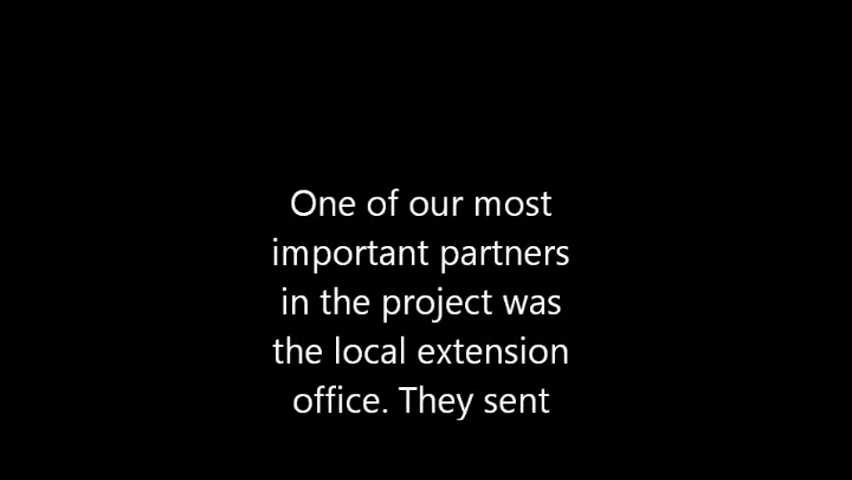 One of our most
important partners
in the project was
the local extension
office. They sent